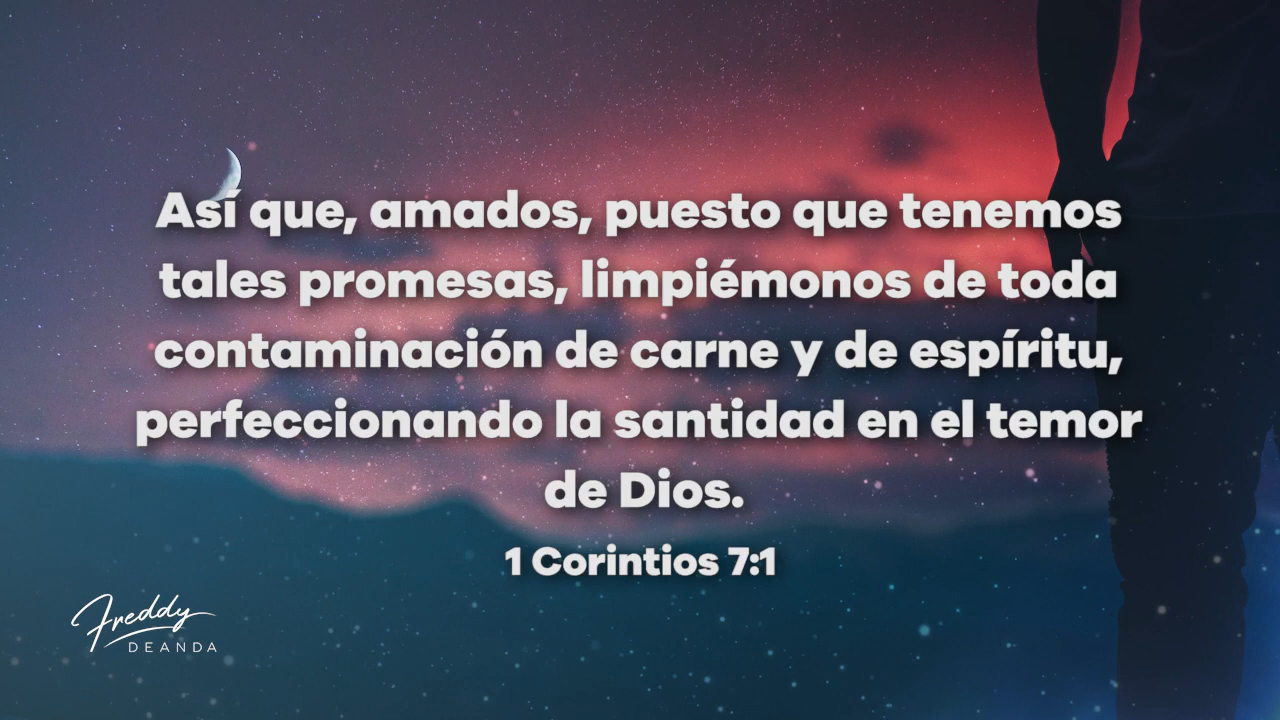 Así que, amados, puesto que tenemos
tales promesas, limpiémonos de toda
contaminación de carne y de espíritu,
perfeccionando la santidad en el temor
de Dios.
1 Corintios 7:1
Freddy
DEANDA